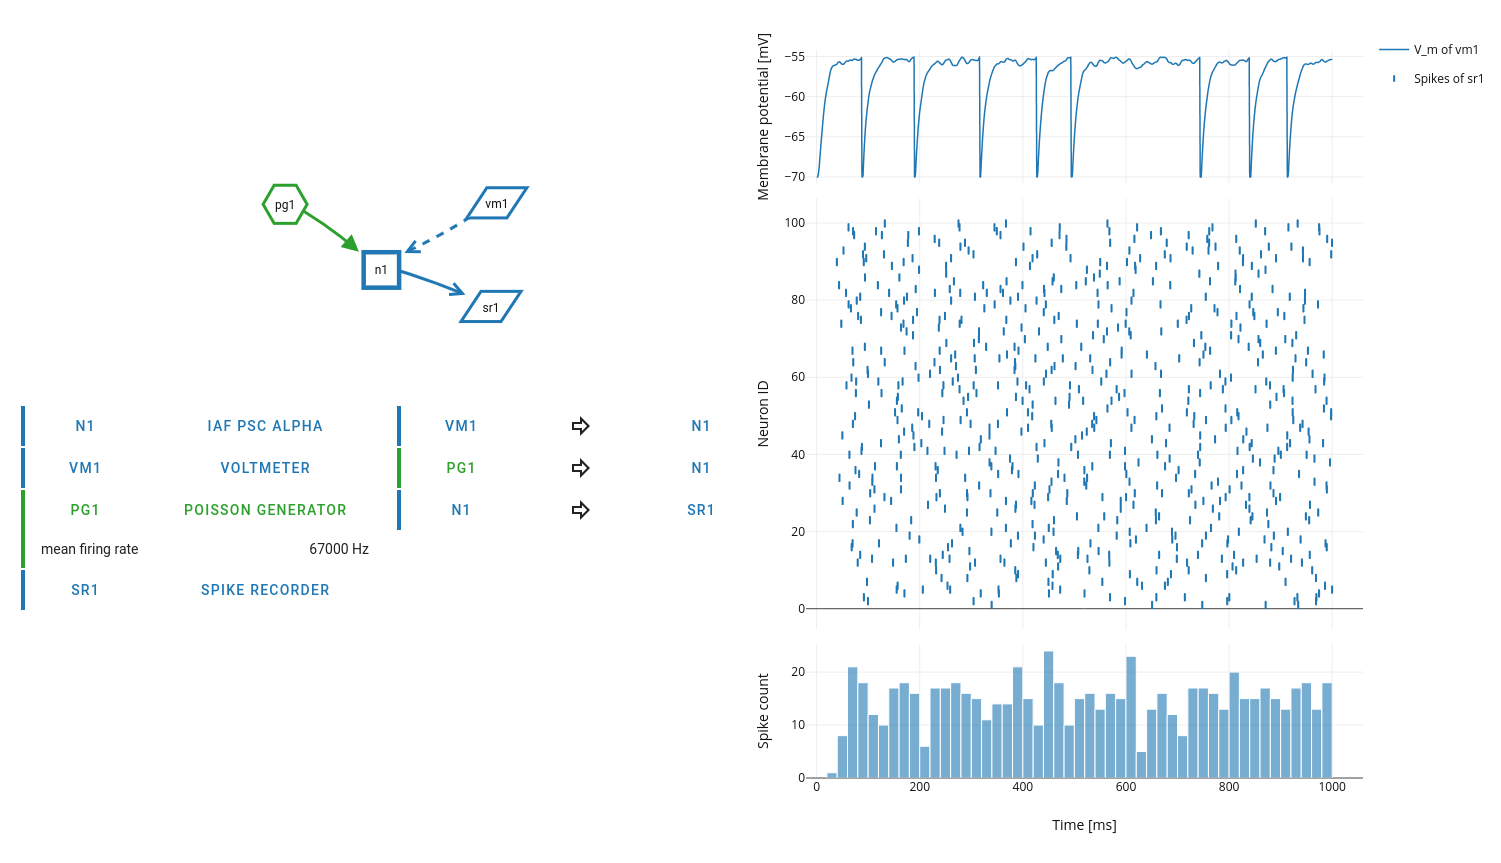 pg1
vm1
n1
sr1
N1 IAF PSC ALPHA
VM1 VOLTMETER
PG1 POISSON GENERATOR
mean firing rate 67000 Hz
SR1 SPIKE RECORDER
VM1 N1
PG1 N1
N1 SR1
Membrane potential [mV]
−55
−60
−65
−70
V_m of vm1
Spikes of sr1
Neuron ID
100
80
60
40
20
0
Spike count
20
10
0
0 200 400 600 800 1000
Time [ms]